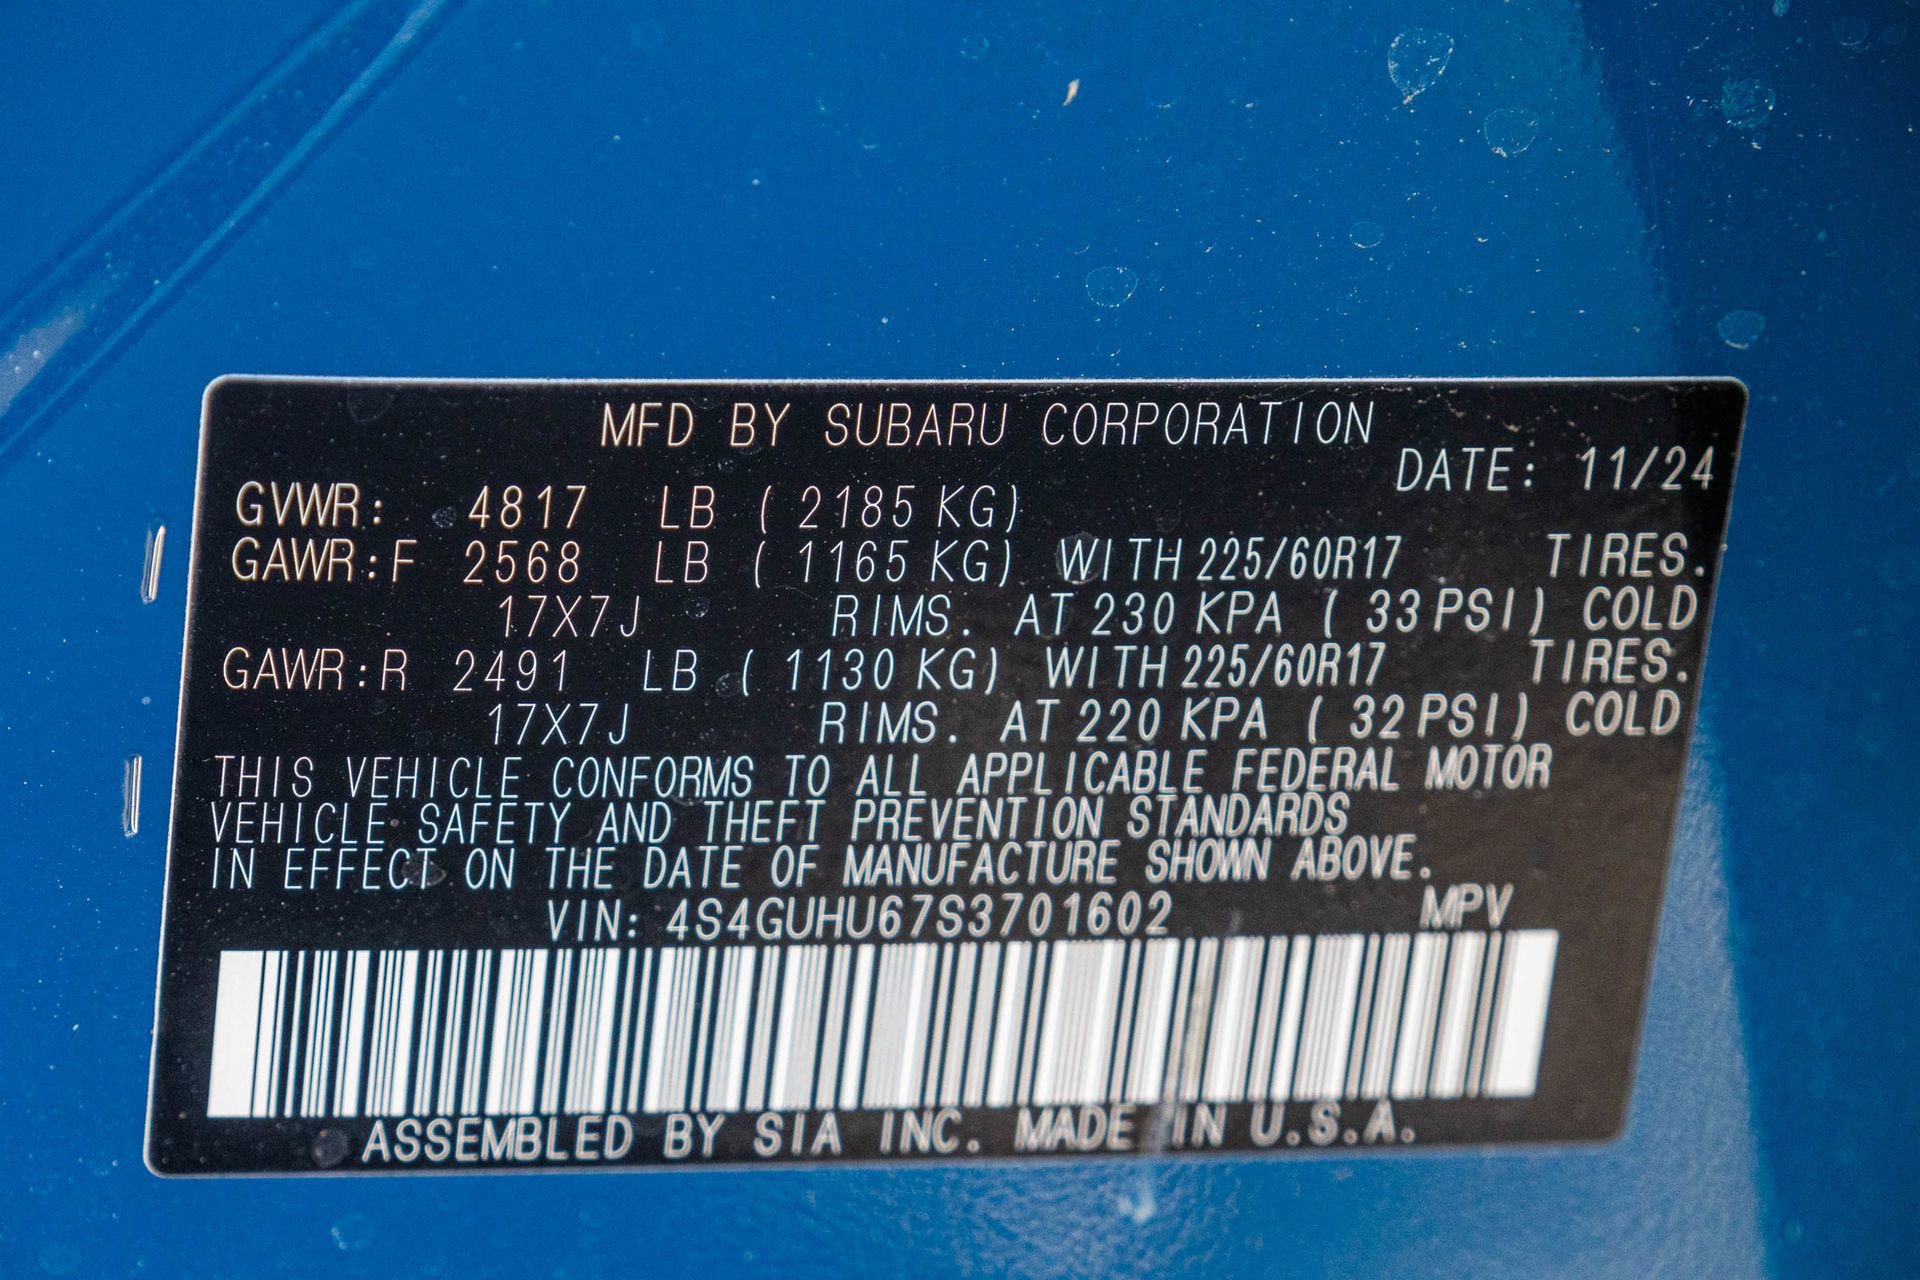 MFD BY SUBARU CORPORATION
DATE: 11/24
GVWR: 4817 LB ( 2185 KG)
GAWR:F 2568 LB ( 1165 KG) WITH 225/60R17 TIRES.
17X7J RIMS. AT 230 KPA ( 33 PSI) COLD
GAWR:R 2491 LB ( 1130 KG) WITH 225/60R17 TIRES.
17X7J RIMS. AT 220 KPA ( 32 PSI) COLD
THIS VEHICLE CONFORMS TO ALL APPLICABLE FEDERAL MOTOR
VEHICLE SAFETY AND THEFT PREVENTION STANDARDS
IN EFFECT ON THE DATE OF MANUFACTURE SHOWN ABOVE.
VIN: 4S4GUHU67S3701602 MPV
ASSEMBLED BY SIA INC. MADE IN U.S.A.